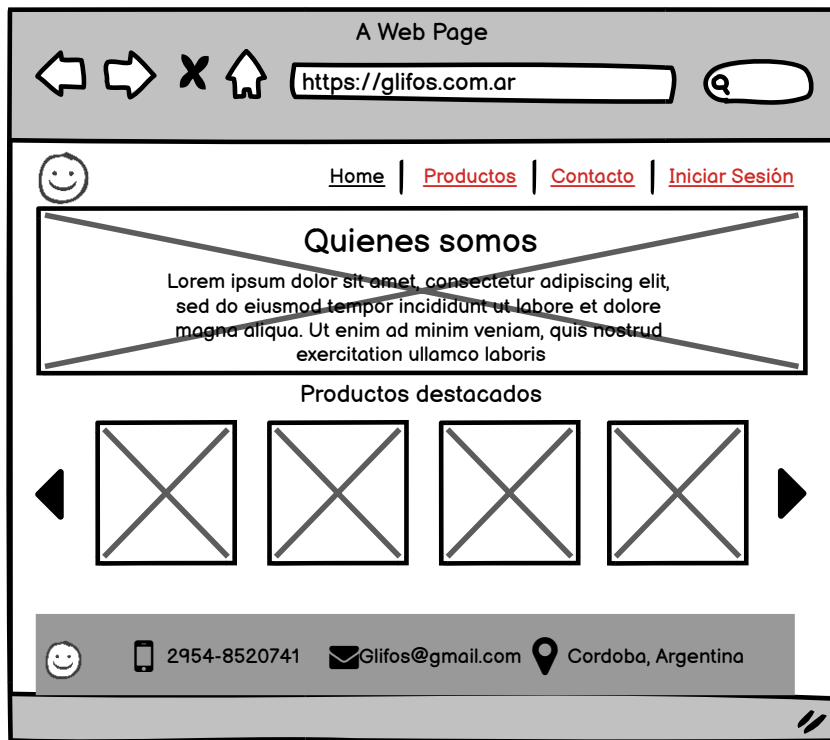 A Web Page
https://glifos.com.ar
Home Productos Contacto Iniciar Sesión
Quienes somos
Lorem ipsum dolor sit amet, consectetur adipiscing elit,
sed do eiusmod tempor incididunt ut labore et dolore
magna aliqua. Ut enim ad minim veniam, quis nostrud
exercitation ullamco laboris
Productos destacados
2954-8520741 Glifos@gmail.com Cordoba, Argentina